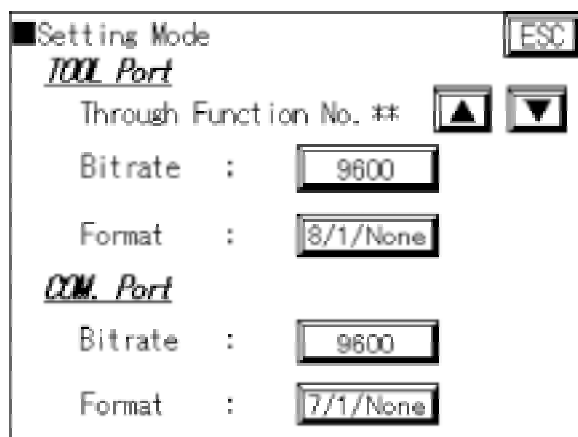 ■Setting Mode ESC
TOOL Port
Through Function No. ** ▲ ▼
Bitrate : 9600
Format : 8/1/None
COM. Port
Bitrate : 9600
Format : 7/1/None